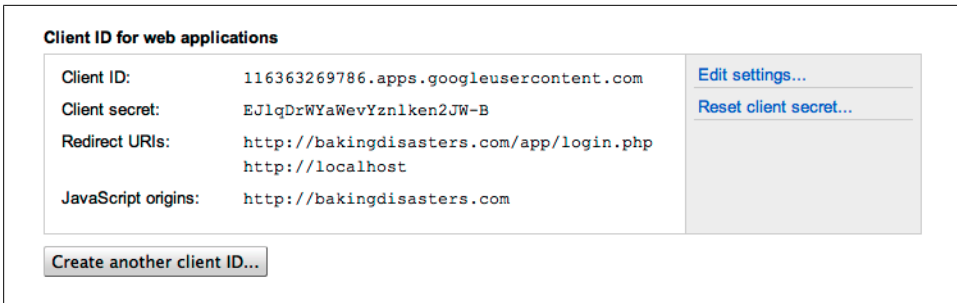 Client ID for web applications
Client ID: 116363269786.apps.googleusercontent.com
Edit settings...
Client secret: EJlqDrWYaWevYznlken2JW-B
Reset client secret...
Redirect URIs: http://bakingdisasters.com/app/login.php
http://localhost
JavaScript origins: http://bakingdisasters.com
Create another client ID...